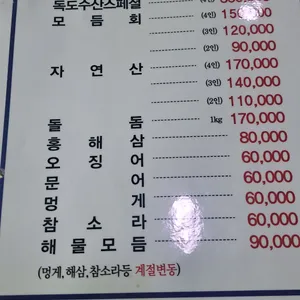 독도수산스페셜
모듬회 (4인) 150,000
(3인) 120,000
(2인) 90,000
자연산 (4인) 170,000
(3인) 140,000
(2인) 110,000
돌돔 1kg 170,000
홍해삼 80,000
오징어 60,000
문어 60,000
멍게 60,000
참소라 60,000
해물모듬 90,000
(멍게,해삼,참소라등 계절변동)